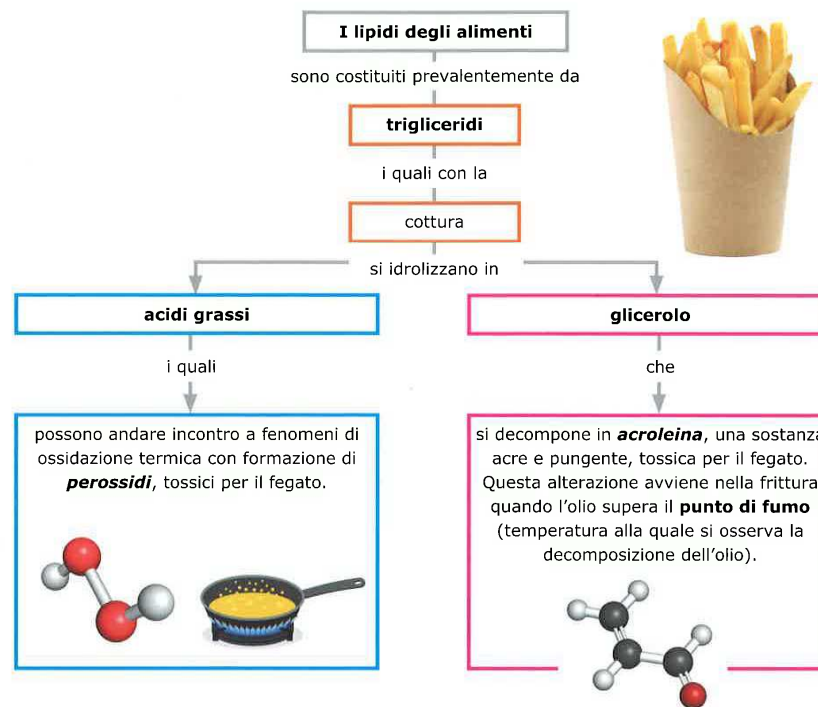 I lipidi degli alimenti
sono costituiti prevalentemente da
trigliceridi
i quali con la
cottura
si idrolizzano in
acidi grassi
glicerolo
i quali
che
possono andare incontro a fenomeni di
ossidazione termica con formazione di
perossidi, tossici per il fegato.
si decompone in acroleina, una sostanza
acre e pungente, tossica per il fegato.
Questa alterazione avviene nella frittura
quando l'olio supera il punto di fumo
(temperatura alla quale si osserva la
decomposizione dell'olio).